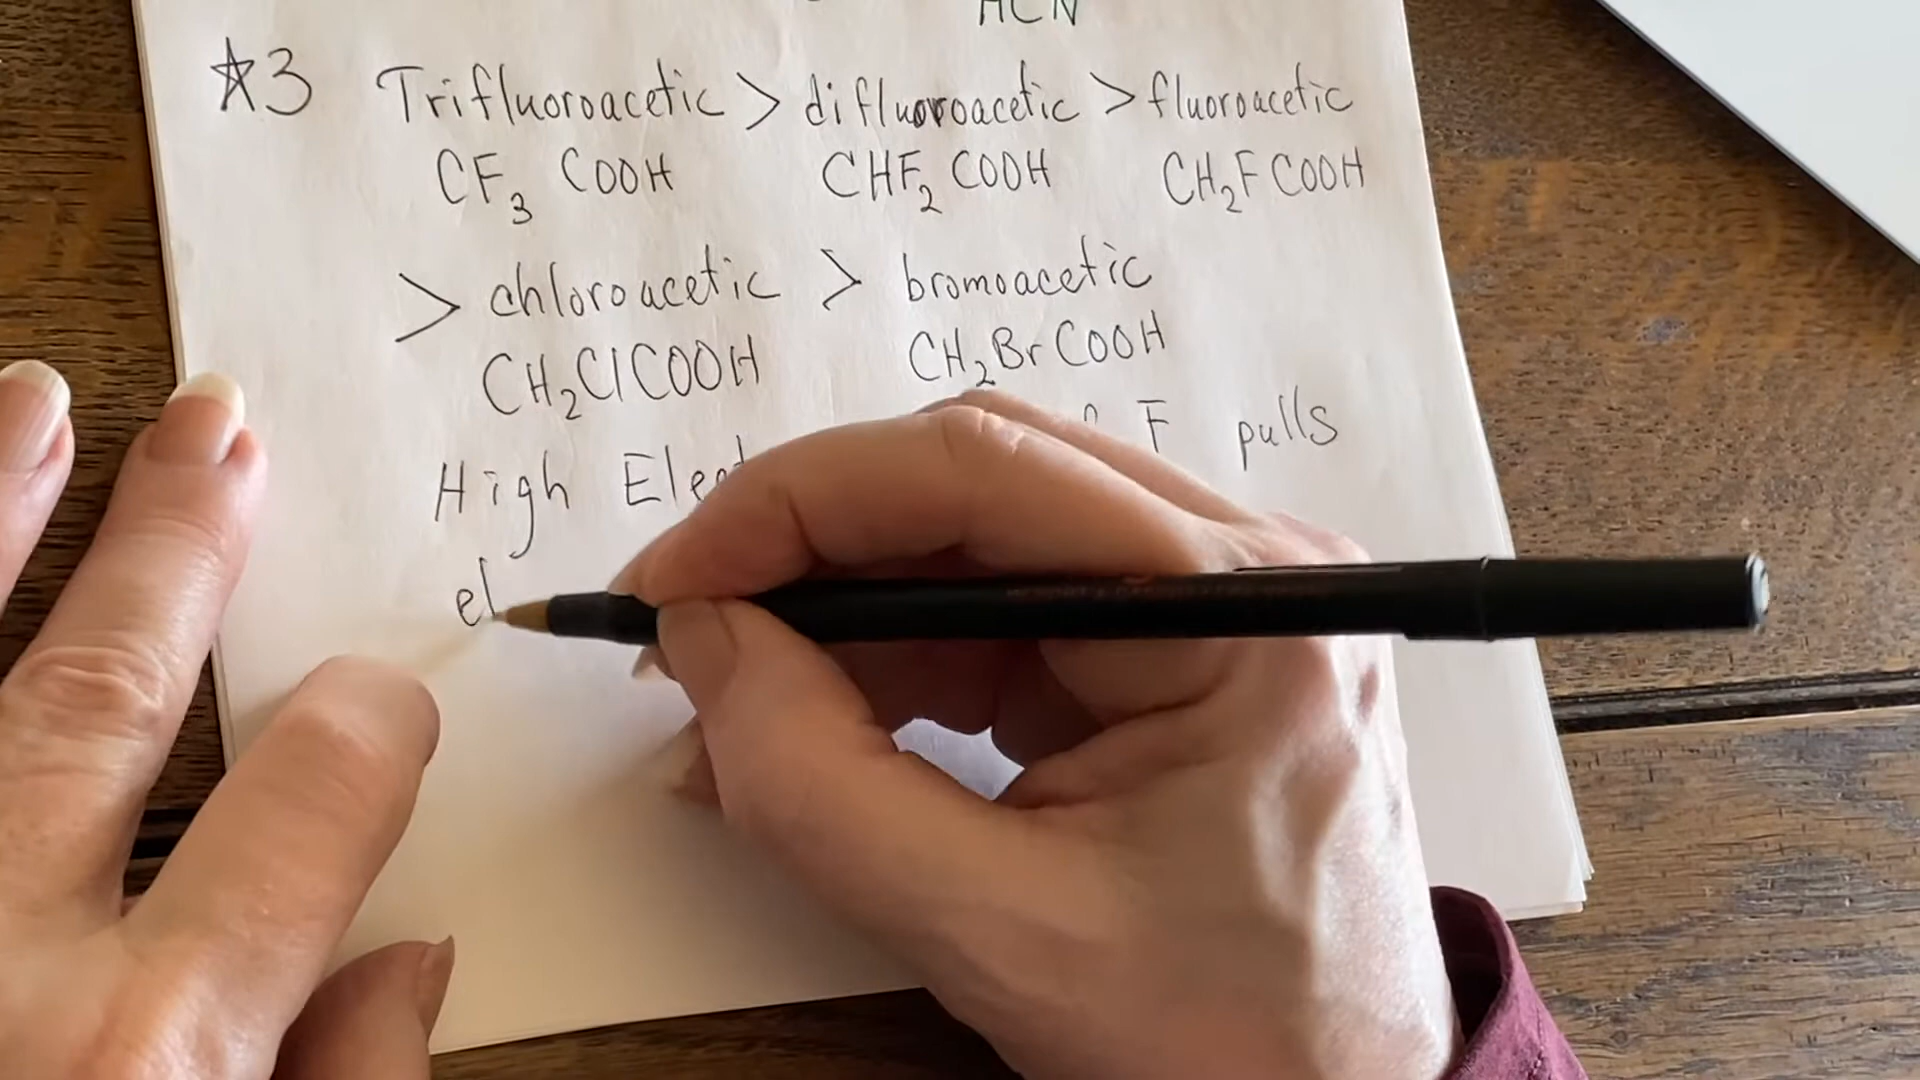 HCN
☆3 Trifluoroacetic > difluoroacetic > fluoroacetic
CF3 COOH CHF2 COOH CH2F COOH
> chloroacetic > bromoacetic
CH2ClCOOH CH2Br COOH
High Elect F pulls
el